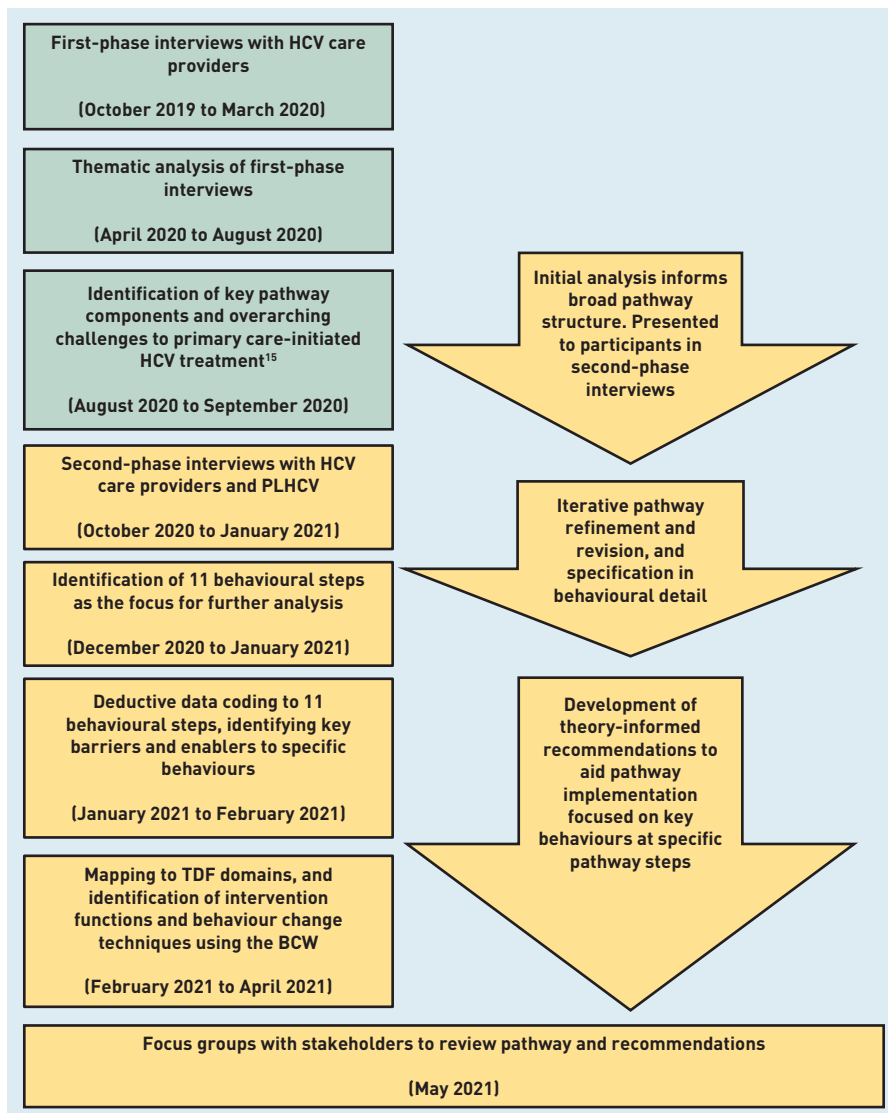 First-phase interviews with HCV care
providers
(October 2019 to March 2020)
Thematic analysis of first-phase
interviews
(April 2020 to August 2020)
Identification of key pathway
components and overarching
challenges to primary care-initiated
HCV treatment¹⁵
(August 2020 to September 2020)
Initial analysis informs
broad pathway
structure. Presented
to participants in
second-phase
interviews
Second-phase interviews with HCV
care providers and PLHCV
(October 2020 to January 2021)
Iterative pathway
refinement and
revision, and
specification in
behavioural detail
Identification of 11 behavioural steps
as the focus for further analysis
(December 2020 to January 2021)
Deductive data coding to 11
behavioural steps, identifying key
barriers and enablers to specific
behaviours
(January 2021 to February 2021)
Development of
theory-informed
recommendations to
aid pathway
implementation
focused on key
behaviours at specific
pathway steps
Mapping to TDF domains, and
identification of intervention
functions and behaviour change
techniques using the BCW
(February 2021 to April 2021)
Focus groups with stakeholders to review pathway and recommendations
(May 2021)